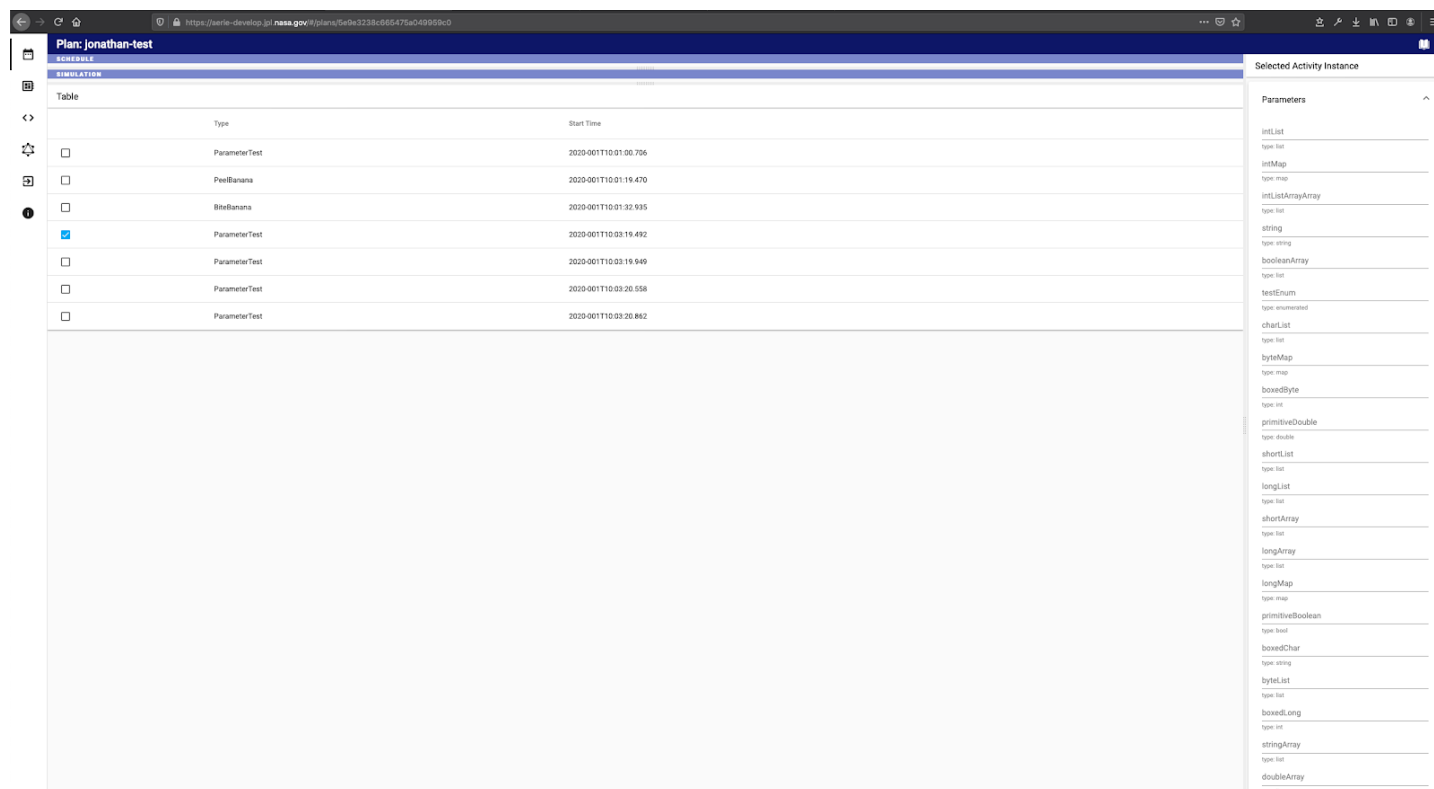 https://aerie-develop.jpl.nasa.gov/#/plans/5e9e3238c665475a049959c0
Plan: jonathan-test
SCHEDULE
SIMULATION
Table
Type Start Time
ParameterTest 2020-001T10:01:00.706
PeelBanana 2020-001T10:01:19.470
BiteBanana 2020-001T10:01:32.935
ParameterTest 2020-001T10:03:19.492
ParameterTest 2020-001T10:03:19.949
ParameterTest 2020-001T10:03:20.558
ParameterTest 2020-001T10:03:20.862
Selected Activity Instance
Parameters
intList
type: list
intMap
type: map
intListArrayArray
type: list
string
type: string
booleanArray
type: list
testEnum
type: enumerated
charList
type: list
byteMap
type: map
boxedByte
type: int
primitiveDouble
type: double
shortList
type: list
longList
type: list
shortArray
type: list
longArray
type: list
longMap
type: map
primitiveBoolean
type: bool
boxedChar
type: string
byteList
type: list
boxedLong
type: int
stringArray
type: list
doubleArray